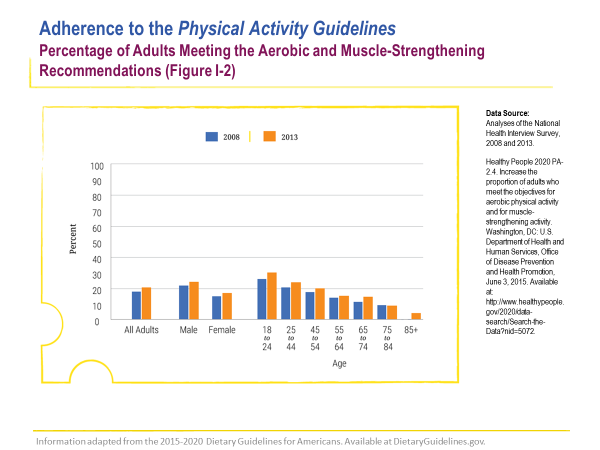 Adherence to the Physical Activity Guidelines
Percentage of Adults Meeting the Aerobic and Muscle-Strengthening
Recommendations (Figure I-2)
2008 2013
Percent
100
90
80
70
60
50
40
30
20
10
0
All Adults Male Female 18 to 24 25 to 44 45 to 54 55 to 64 65 to 74 75 to 84 85+
Age
Data Source:
Analyses of the National
Health Interview Survey,
2008 and 2013.
Healthy People 2020 PA-
2.4. Increase the
proportion of adults who
meet the objectives for
aerobic physical activity
and for muscle-
strengthening activity.
Washington, DC: U.S.
Department of Health and
Human Services, Office
of Disease Prevention
and Health Promotion,
June 3, 2015. Available
at:
http://www.healthypeople.
gov/2020/data-
search/Search-the-
Data?nid=5072.
Information adapted from the 2015-2020 Dietary Guidelines for Americans. Available at DietaryGuidelines.gov.